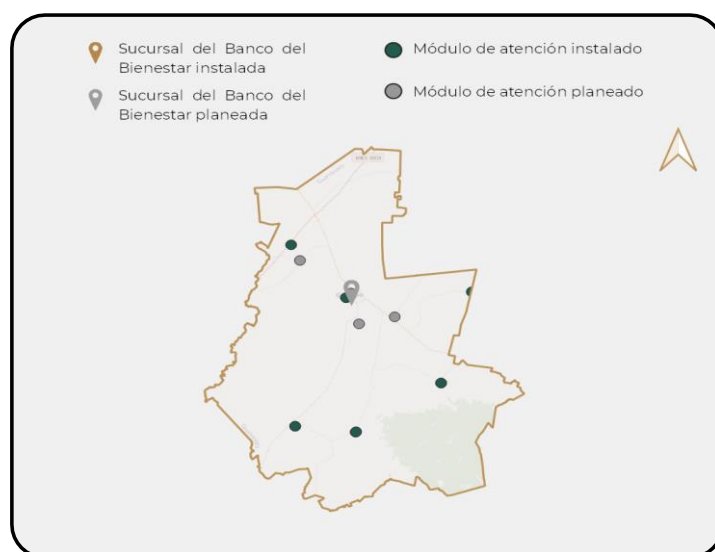 Sucursal del Banco del
Bienestar instalada
Sucursal del Banco del
Bienestar planeada
Módulo de atención instalado
Módulo de atención planeado